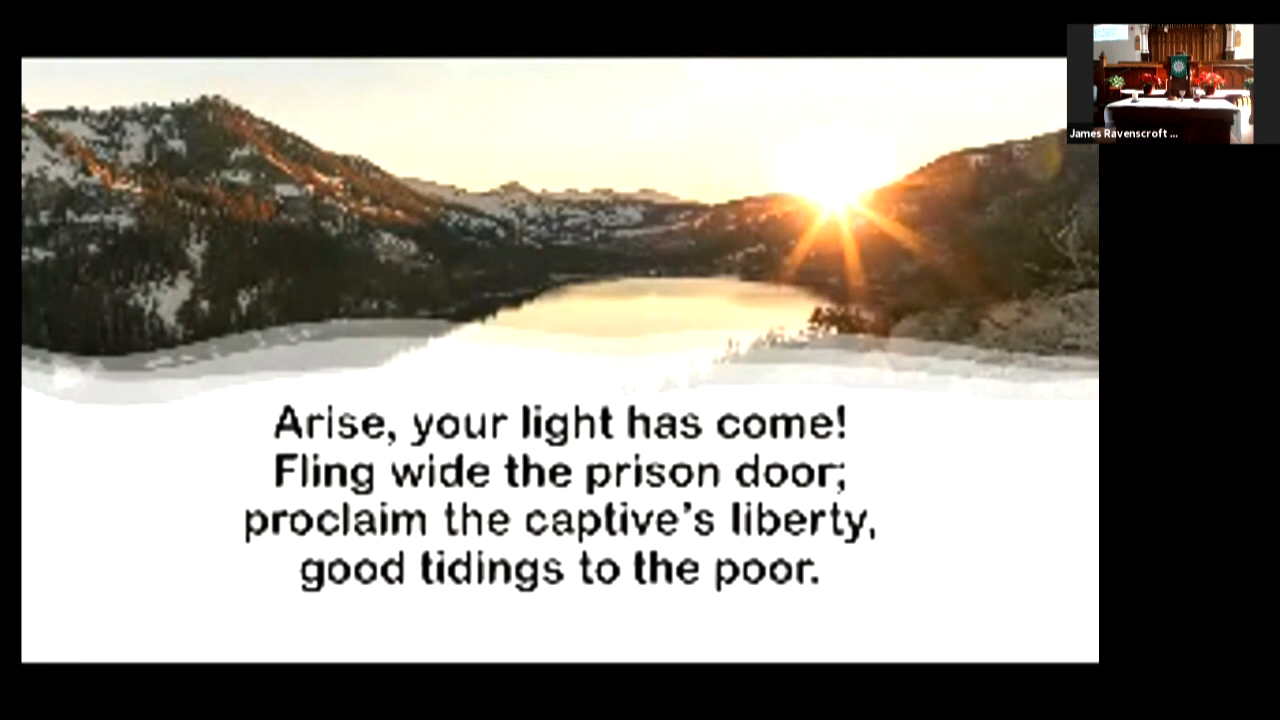 Arise, your light has come!
Fling wide the prison door;
proclaim the captive's liberty,
good tidings to the poor.
James Ravenscroft ...